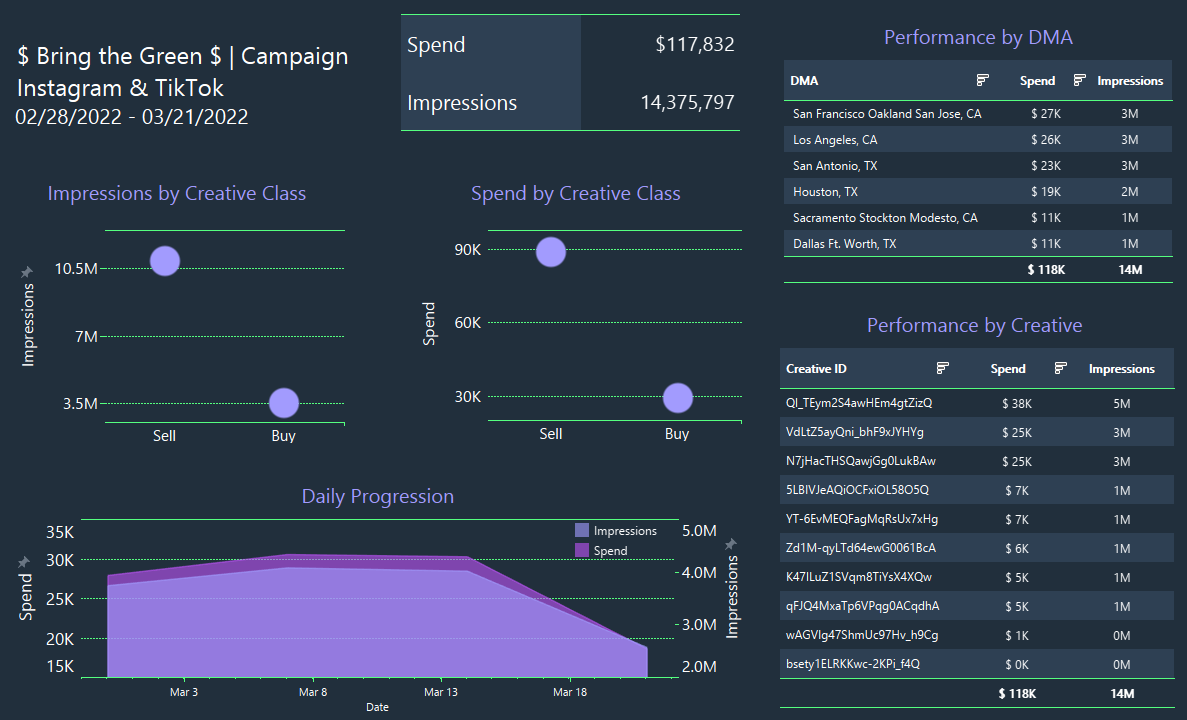 $ Bring the Green $ | Campaign
Instagram & TikTok
02/28/2022 - 03/21/2022
Spend $117,832
Impressions 14,375,797
Performance by DMA
DMA Spend Impressions
San Francisco Oakland San Jose, CA $ 27K 3M
Los Angeles, CA $ 26K 3M
San Antonio, TX $ 23K 3M
Houston, TX $ 19K 2M
Sacramento Stockton Modesto, CA $ 11K 1M
Dallas Ft. Worth, TX $ 11K 1M
$ 118K 14M
Impressions by Creative Class
Impressions
10.5M
7M
3.5M
Sell Buy
Spend by Creative Class
Spend
90K
60K
30K
Sell Buy
Performance by Creative
Creative ID Spend Impressions
QI_TEym2S4awHEm4gtZizQ $ 38K 5M
VdLtZ5ayQni_bhF9xJYHYg $ 25K 3M
N7jHacTHSQawjGg0LukBAw $ 25K 3M
5LBIVJeAQiOCFxiOL58O5Q $ 7K 1M
YT-6EvMEQFagMqRsUx7xHg $ 7K 1M
Zd1M-qyLTd64ewG0061BcA $ 6K 1M
K47ILuZ1SVqm8TiYsX4XQw $ 5K 1M
qFJQ4MxaTp6VPqg0ACqdhA $ 5K 1M
wAGVIg47ShmUc97Hv_h9Cg $ 1K 0M
bsety1ELRKKwc-2KPi_f4Q $ 0K 0M
$ 118K 14M
Daily Progression
Impressions
Spend
Spend
35K
30K
25K
20K
15K
5.0M
4.0M
3.0M
2.0M
Impressions
Mar 3 Mar 8 Mar 13 Mar 18
Date